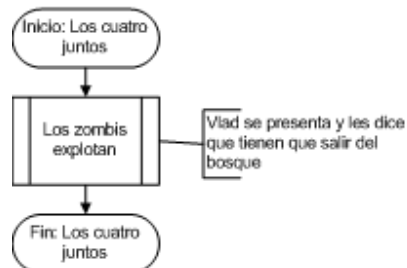 Inicio: Los cuatro
juntos
Los zombis
explotan
Vlad se presenta y les dice
que tienen que salir del
bosque
Fin: Los cuatro
juntos